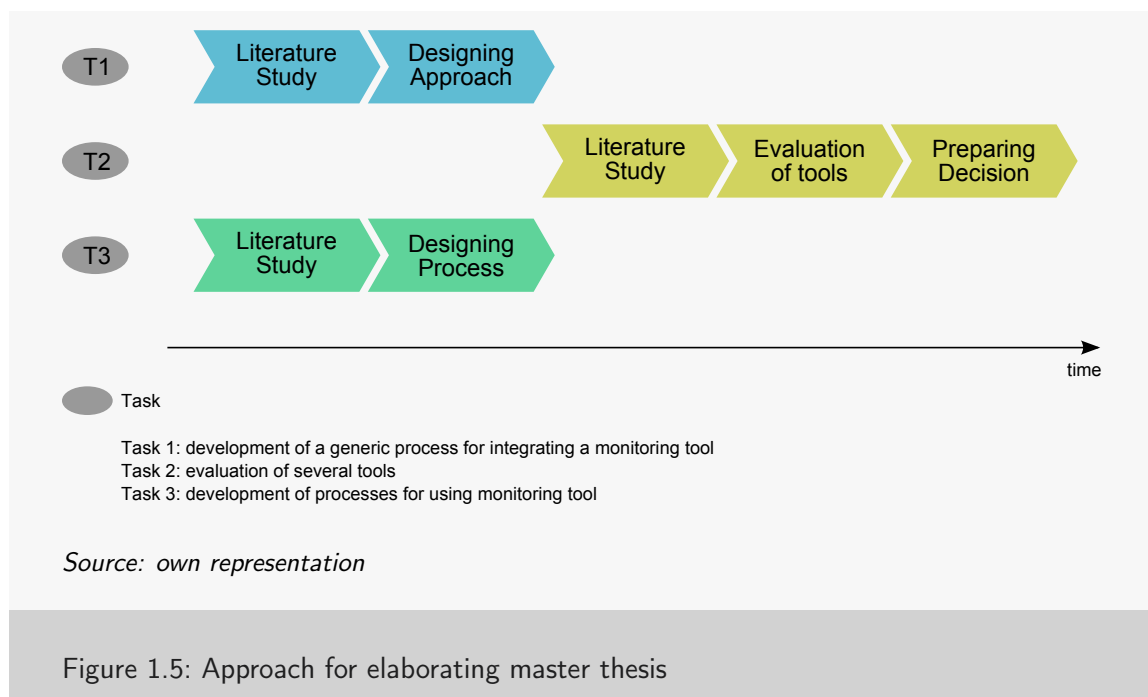 T1
Literature
Study
Designing
Approach
T2
Literature
Study
Evaluation
of tools
Preparing
Decision
T3
Literature
Study
Designing
Process
time
Task
Task 1: development of a generic process for integrating a monitoring tool
Task 2: evaluation of several tools
Task 3: development of processes for using monitoring tool
Source: own representation
Figure 1.5: Approach for elaborating master thesis